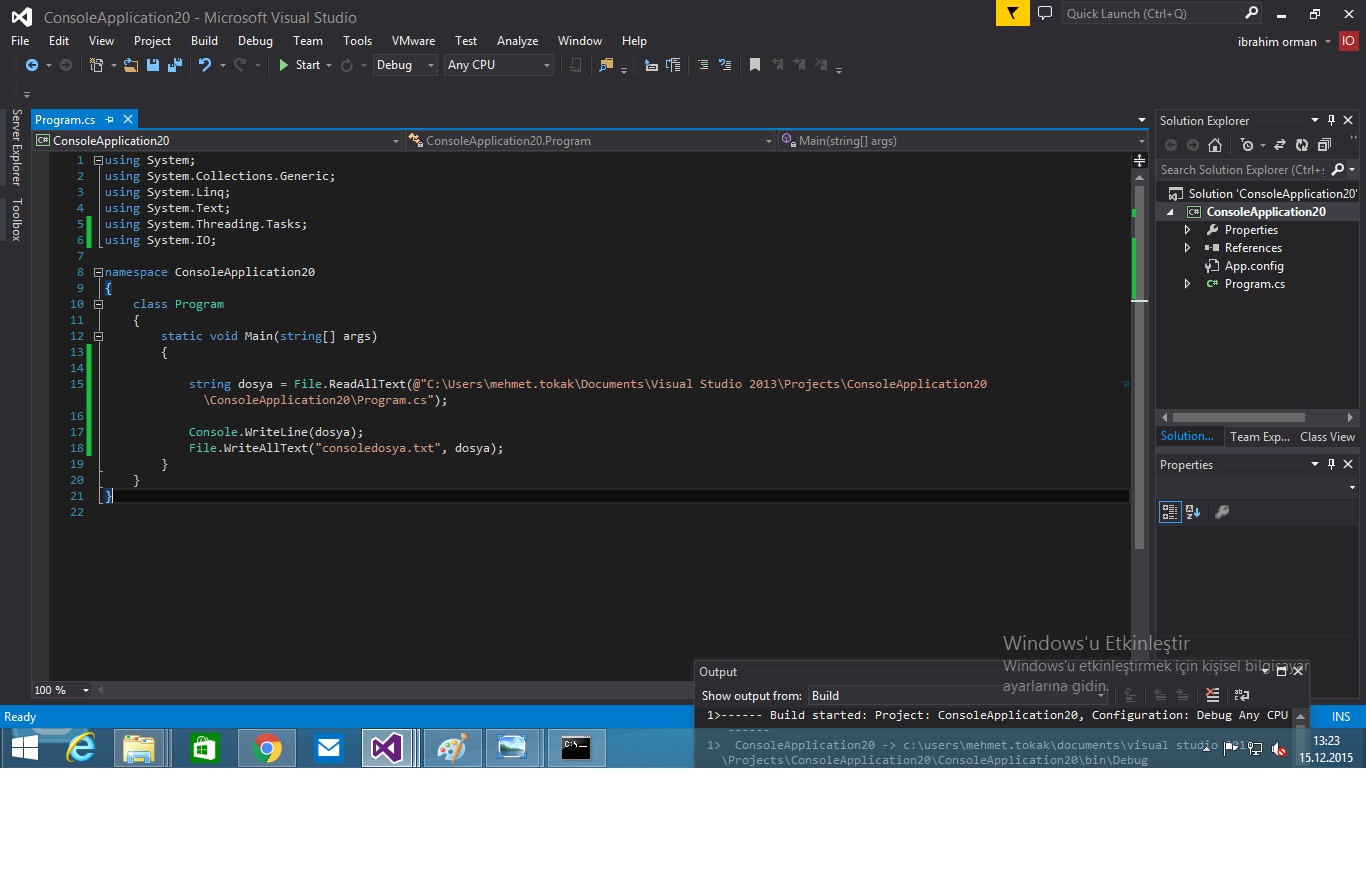 ConsoleApplication20 - Microsoft Visual Studio
Quick Launch (Ctrl+Q)
File Edit View Project Build Debug Team Tools VMware Test Analyze Window Help
ibrahim orman IO
Start Debug Any CPU
Server Explorer
Toolbox
Program.cs
C# ConsoleApplication20 ConsoleApplication20.Program Main(string[] args)
1 using System;
2 using System.Collections.Generic;
3 using System.Linq;
4 using System.Text;
5 using System.Threading.Tasks;
6 using System.IO;
7
8 namespace ConsoleApplication20
9 {
10 class Program
11 {
12 static void Main(string[] args)
13 {
14
15 string dosya = File.ReadAllText(@"C:\Users\mehmet.tokak\Documents\Visual Studio 2013\Projects\ConsoleApplication20
\ConsoleApplication20\Program.cs");
16
17 Console.WriteLine(dosya);
18 File.WriteAllText("consoledosya.txt", dosya);
19 }
20 }
21 }
22
100 %
Solution Explorer
Search Solution Explorer (Ctrl+;
Solution 'ConsoleApplication20'
C# ConsoleApplication20
Properties
References
App.config
C# Program.cs
Solution... Team Exp... Class View
Properties
Windows'u Etkinleştir
Windows'u etkinleştirmek için kişisel bilgisayar
ayarlarına gidin.
Output
Show output from: Build
1>------ Build started: Project: ConsoleApplication20, Configuration: Debug Any CPU
------
1> ConsoleApplication20 -> c:\users\mehmet.tokak\documents\visual studio
\Projects\ConsoleApplication20\ConsoleApplication20\bin\Debug
Ready
INS
13:23
15.12.2015